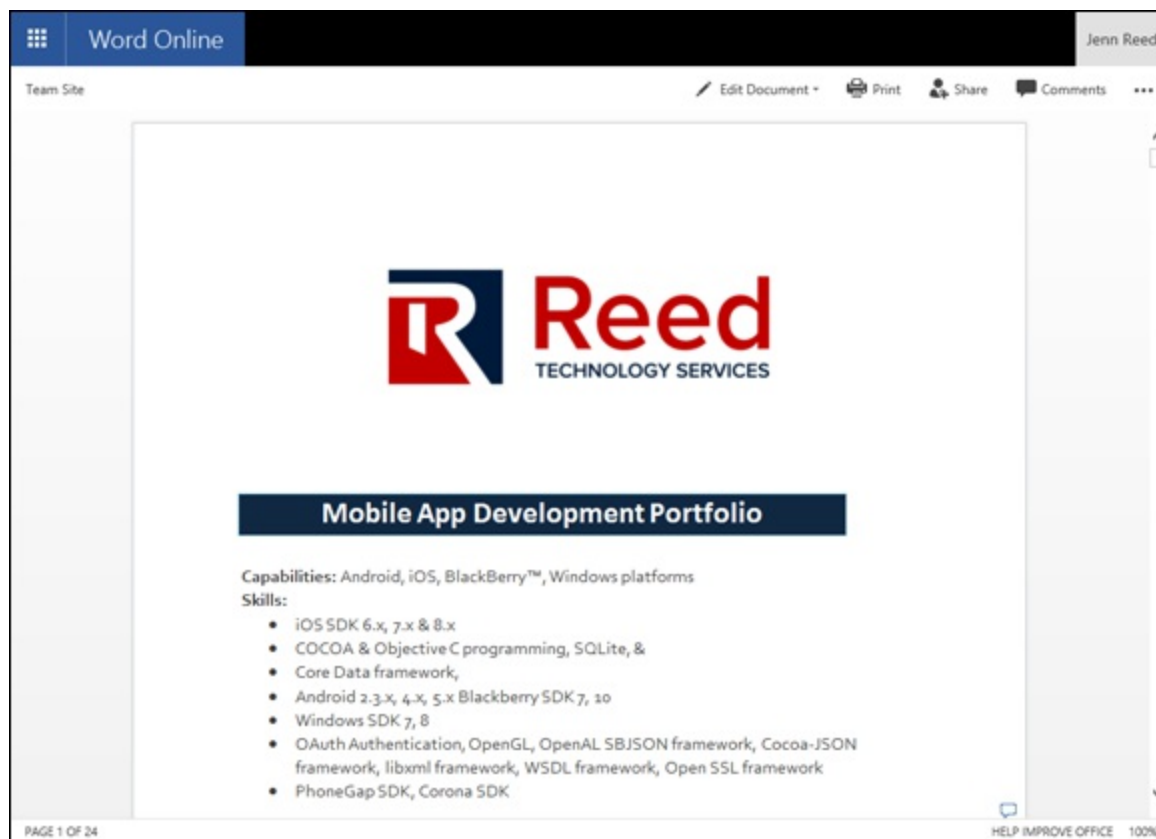 Word Online
Jenn Reed
Team Site
Edit Document
Print
Share
Comments
Reed
TECHNOLOGY SERVICES
Mobile App Development Portfolio
Capabilities: Android, iOS, BlackBerry™, Windows platforms
Skills:
• iOS SDK 6.x, 7.x & 8.x
• COCOA & Objective C programming, SQLite, &
• Core Data framework,
• Android 2.3.x, 4.x, 5.x Blackberry SDK 7, 10
• Windows SDK 7, 8
• OAuth Authentication, OpenGL, OpenAL SBJSON framework, Cocoa-JSON
framework, libxml framework, WSDL framework, Open SSL framework
• PhoneGap SDK, Corona SDK
PAGE 1 OF 24
HELP IMPROVE OFFICE
100%